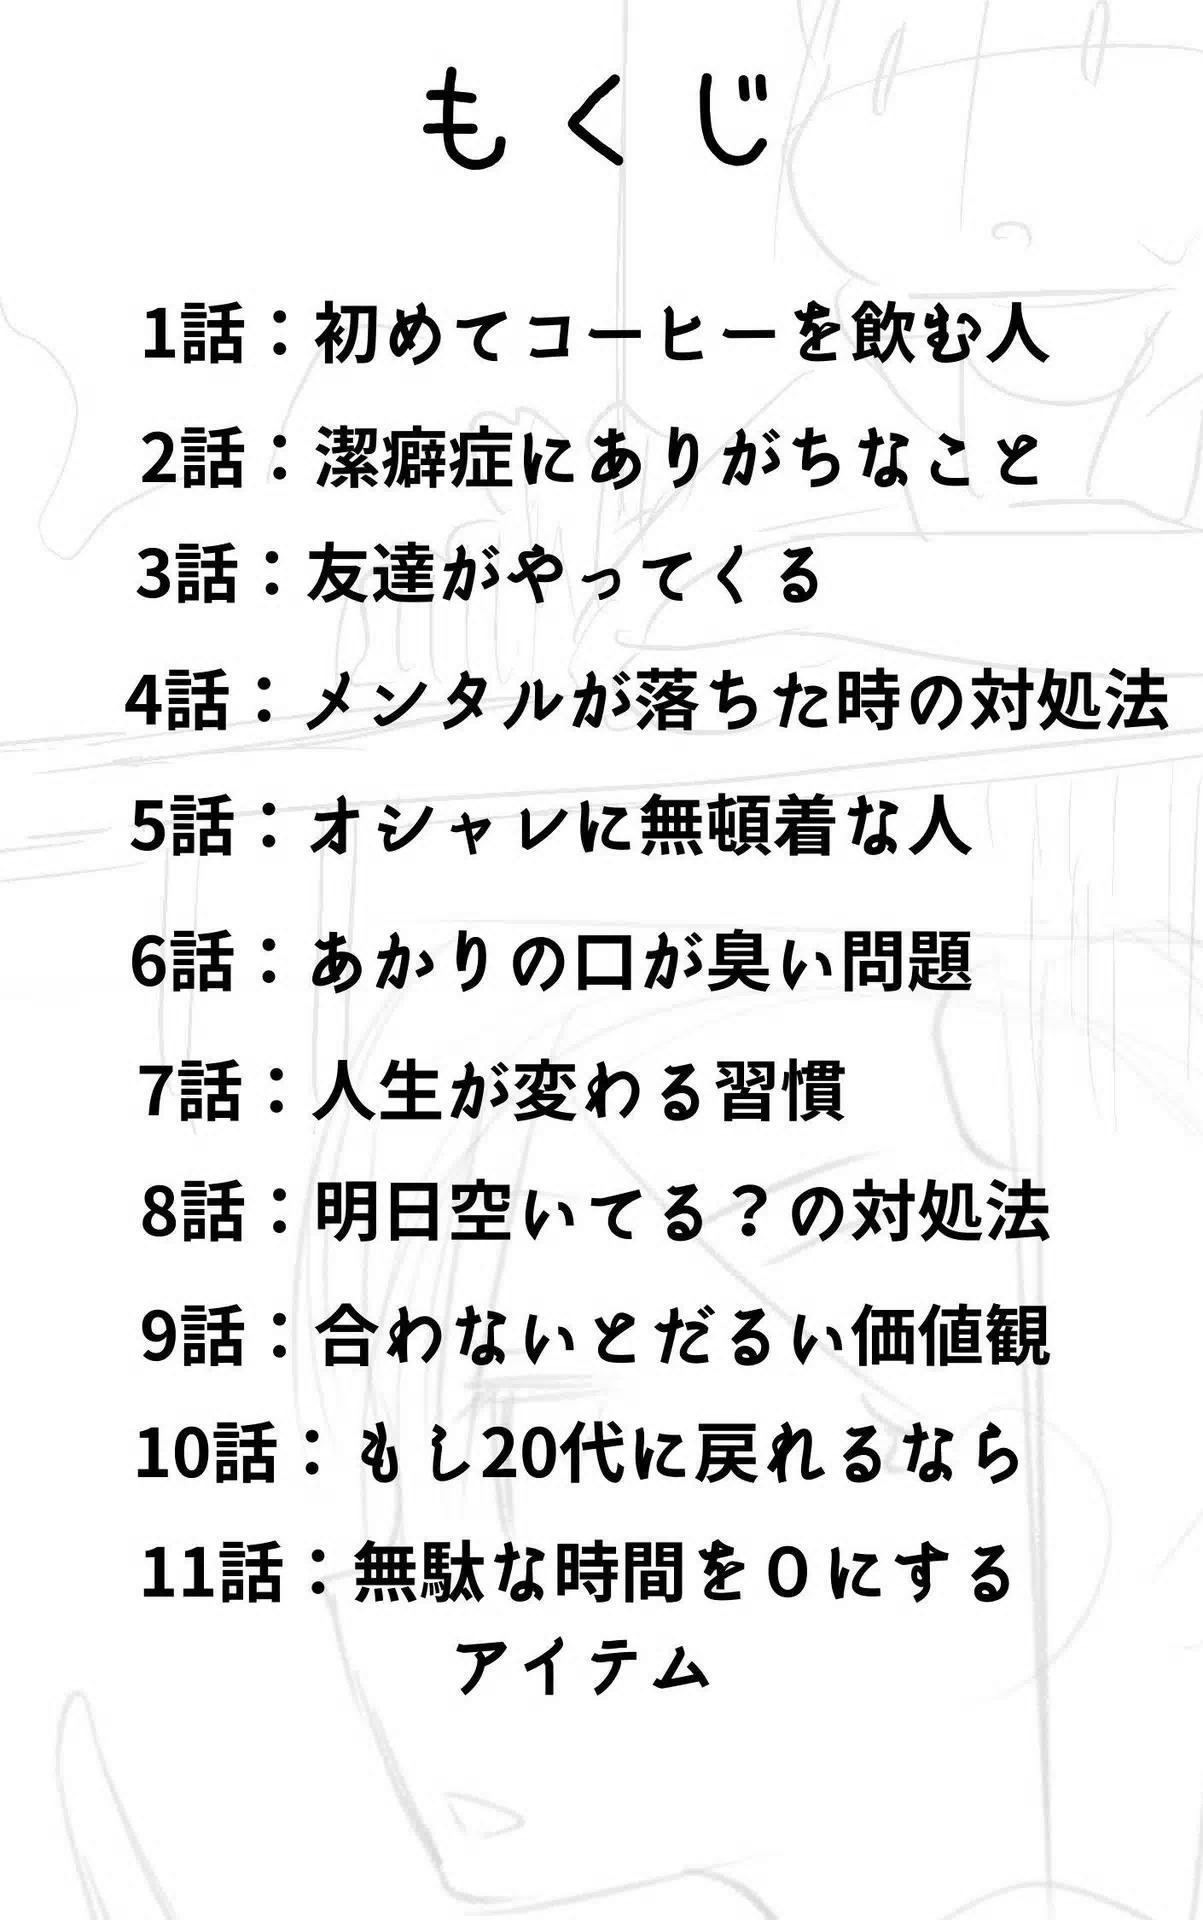 もくじ
1話：初めてコーヒーを飲む人
2話：潔癖症にありがちなこと
3話：友達がやってくる
4話：メンタルが落ちた時の対処法
5話：オシャレに無頓着な人
6話：あかりの口が臭い問題
7話：人生が変わる習慣
8話：明日空いてる？の対処法
9話：合わないとだるい価値観
10話：もし20代に戻れるなら
11話：無駄な時間を０にする
アイテム